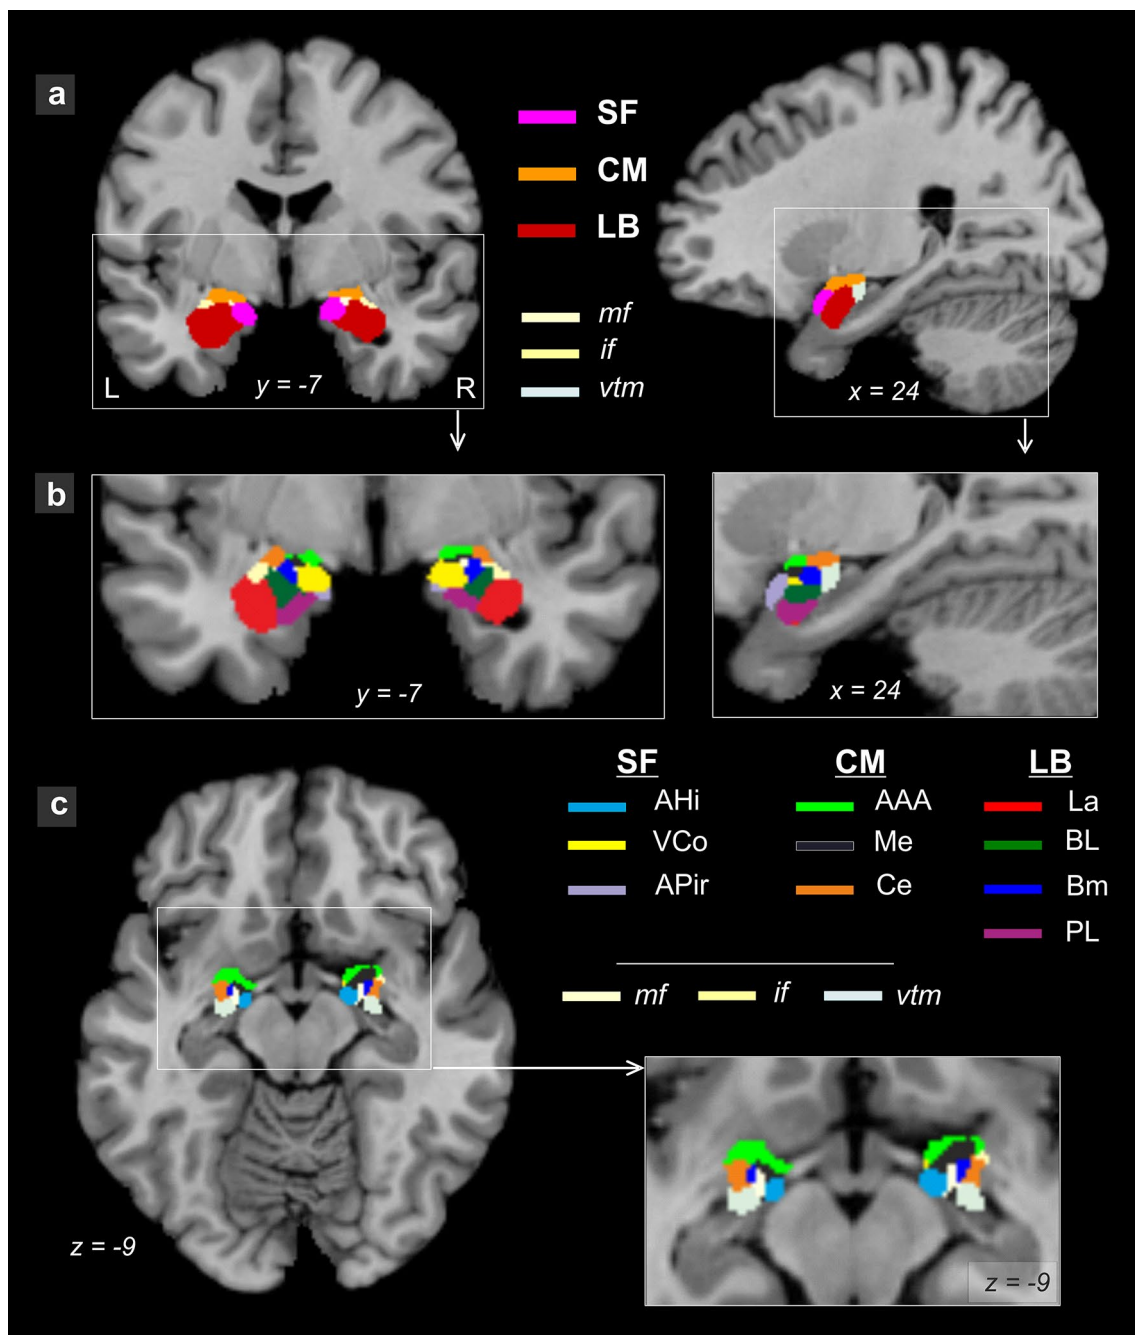 a
SF
CM
LB
mf
if
vtm
L
y = -7
R
x = 24
b
y = -7
x = 24
c
SF CM LB
AHi AAA La
VCo Me BL
APir Ce Bm
PL
mf if vtm
z = -9
z = -9